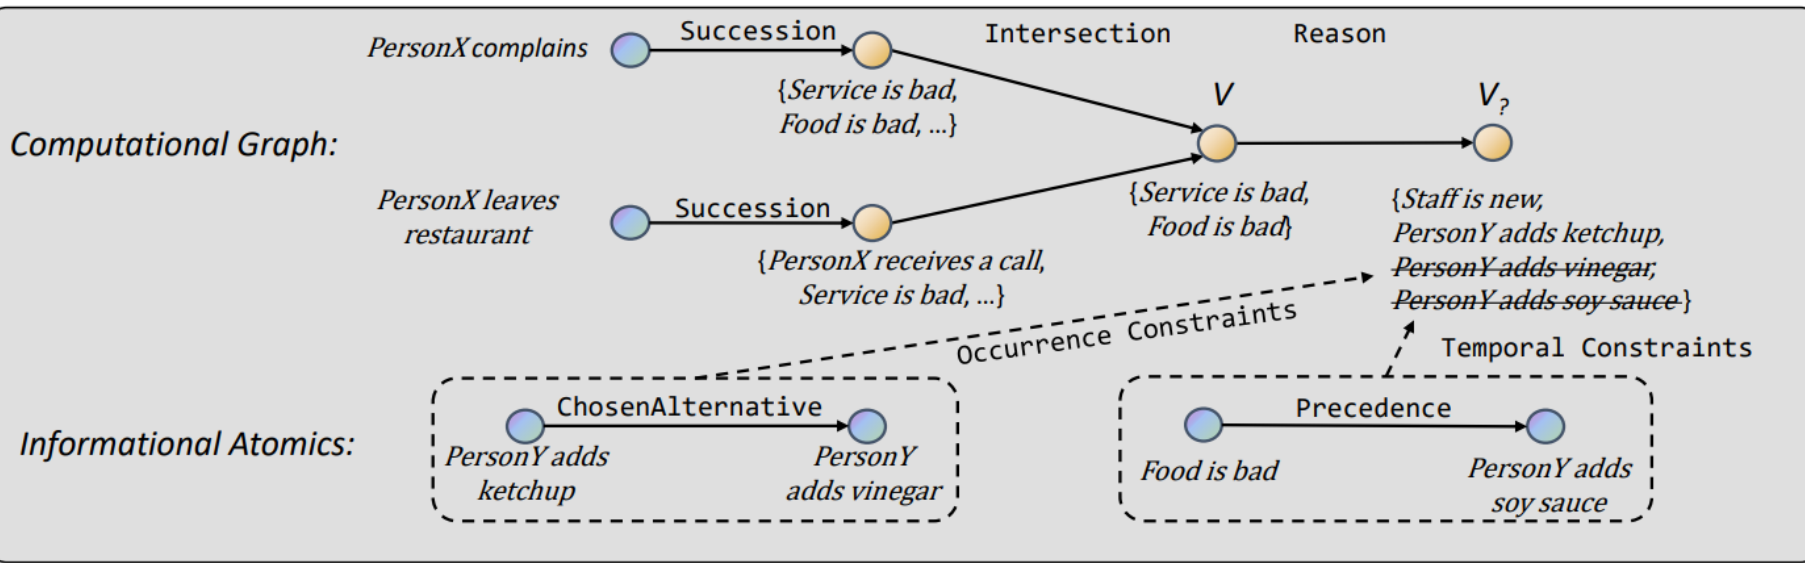 PersonX complains
Succession
Intersection
Reason
{Service is bad,
Food is bad, ...}
V
V?
Computational Graph:
PersonX leaves
restaurant
Succession
{PersonX receives a call,
Service is bad, ...}
{Service is bad,
Food is bad}
{Staff is new,
PersonY adds ketchup,
PersonY adds vinegar,
PersonY adds soy sauce}
Occurrence Constraints
Temporal Constraints
Informational Atomics:
ChosenAlternative
PersonY adds
ketchup
PersonY
adds vinegar
Precedence
Food is bad
PersonY adds
soy sauce